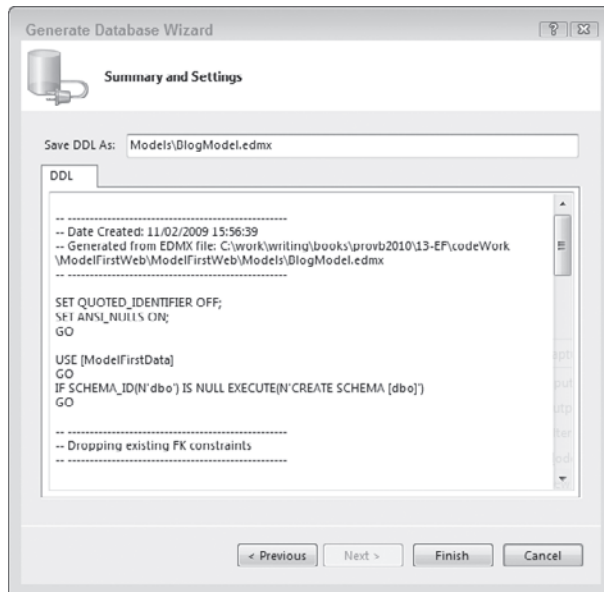 Generate Database Wizard
Summary and Settings
Save DDL As: Models\BlogModel.edmx
DDL
-- --------------------------------------------------
-- Date Created: 11/02/2009 15:56:39
-- Generated from EDMX file: C:\work\writing\books\provb2010\13-EF\codeWork
\ModelFirstWeb\ModelFirstWeb\Models\BlogModel.edmx
-- --------------------------------------------------
SET QUOTED_IDENTIFIER OFF;
SET ANSI_NULLS ON;
GO
USE [ModelFirstData]
GO
IF SCHEMA_ID(N'dbo') IS NULL EXECUTE(N'CREATE SCHEMA [dbo]')
GO
-- --------------------------------------------------
-- Dropping existing FK constraints
-- --------------------------------------------------
< Previous Next > Finish Cancel